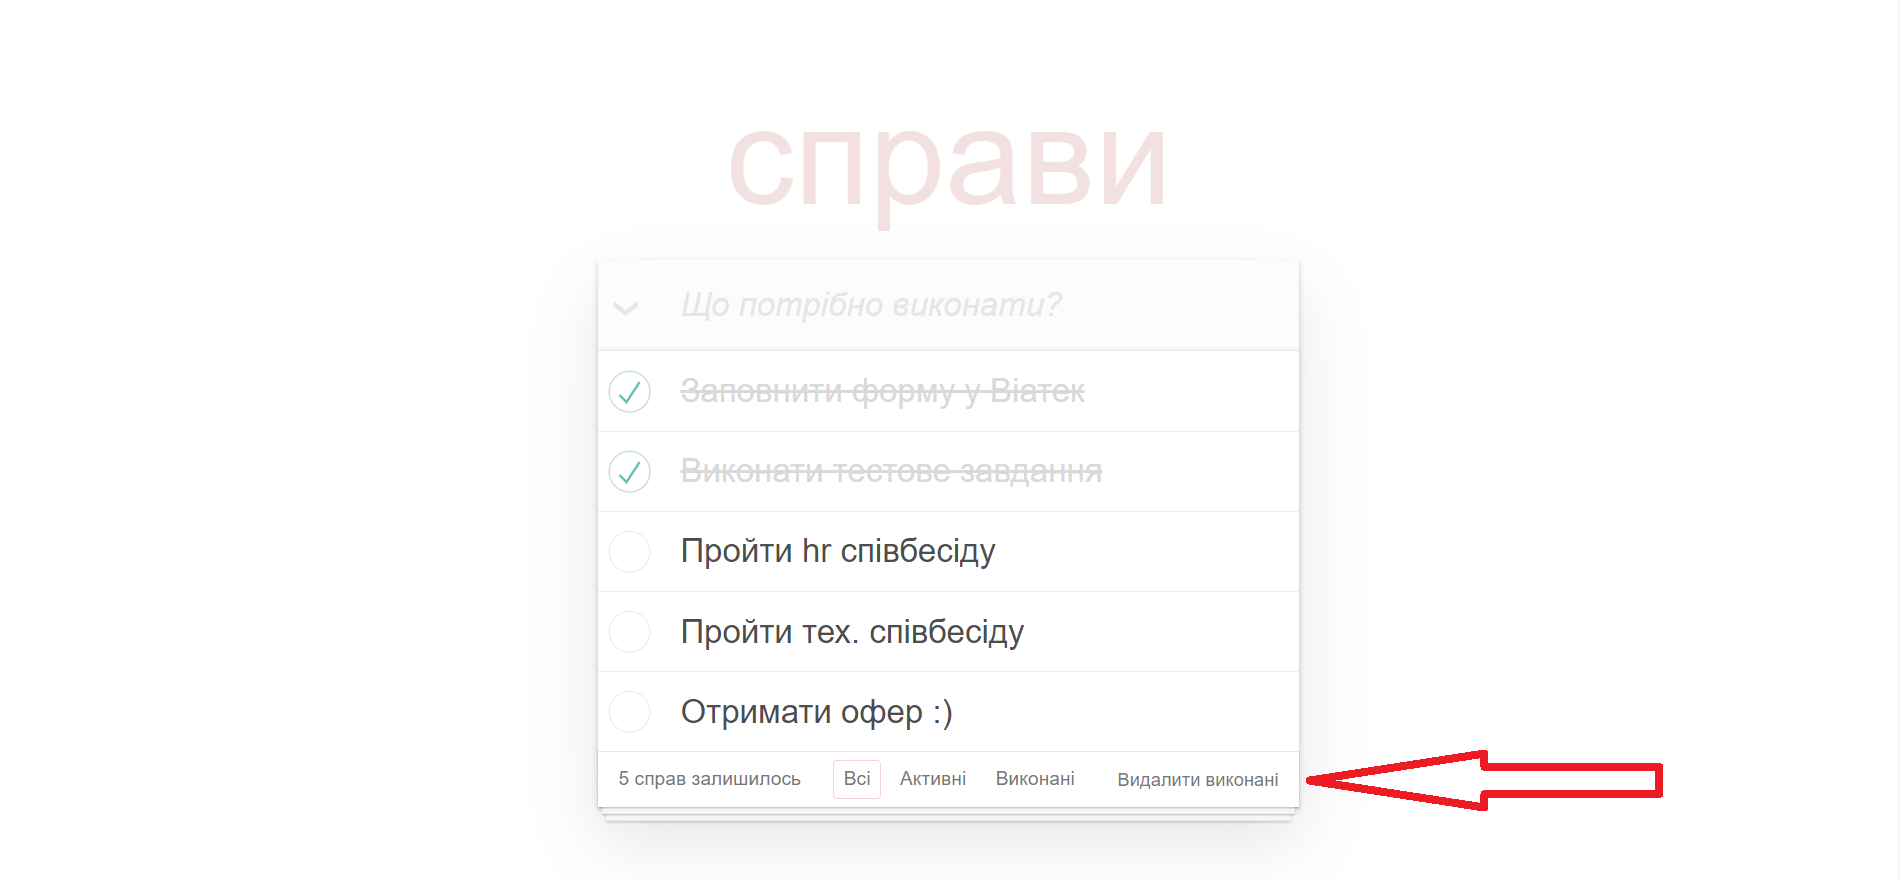 справи
Що потрібно виконати?
Заповнити форму у Віатек
Виконати тестове завдання
Пройти hr співбесіду
Пройти тех. співбесіду
Отримати офер :)
5 справ залишилось Всі Активні Виконані Видалити виконані